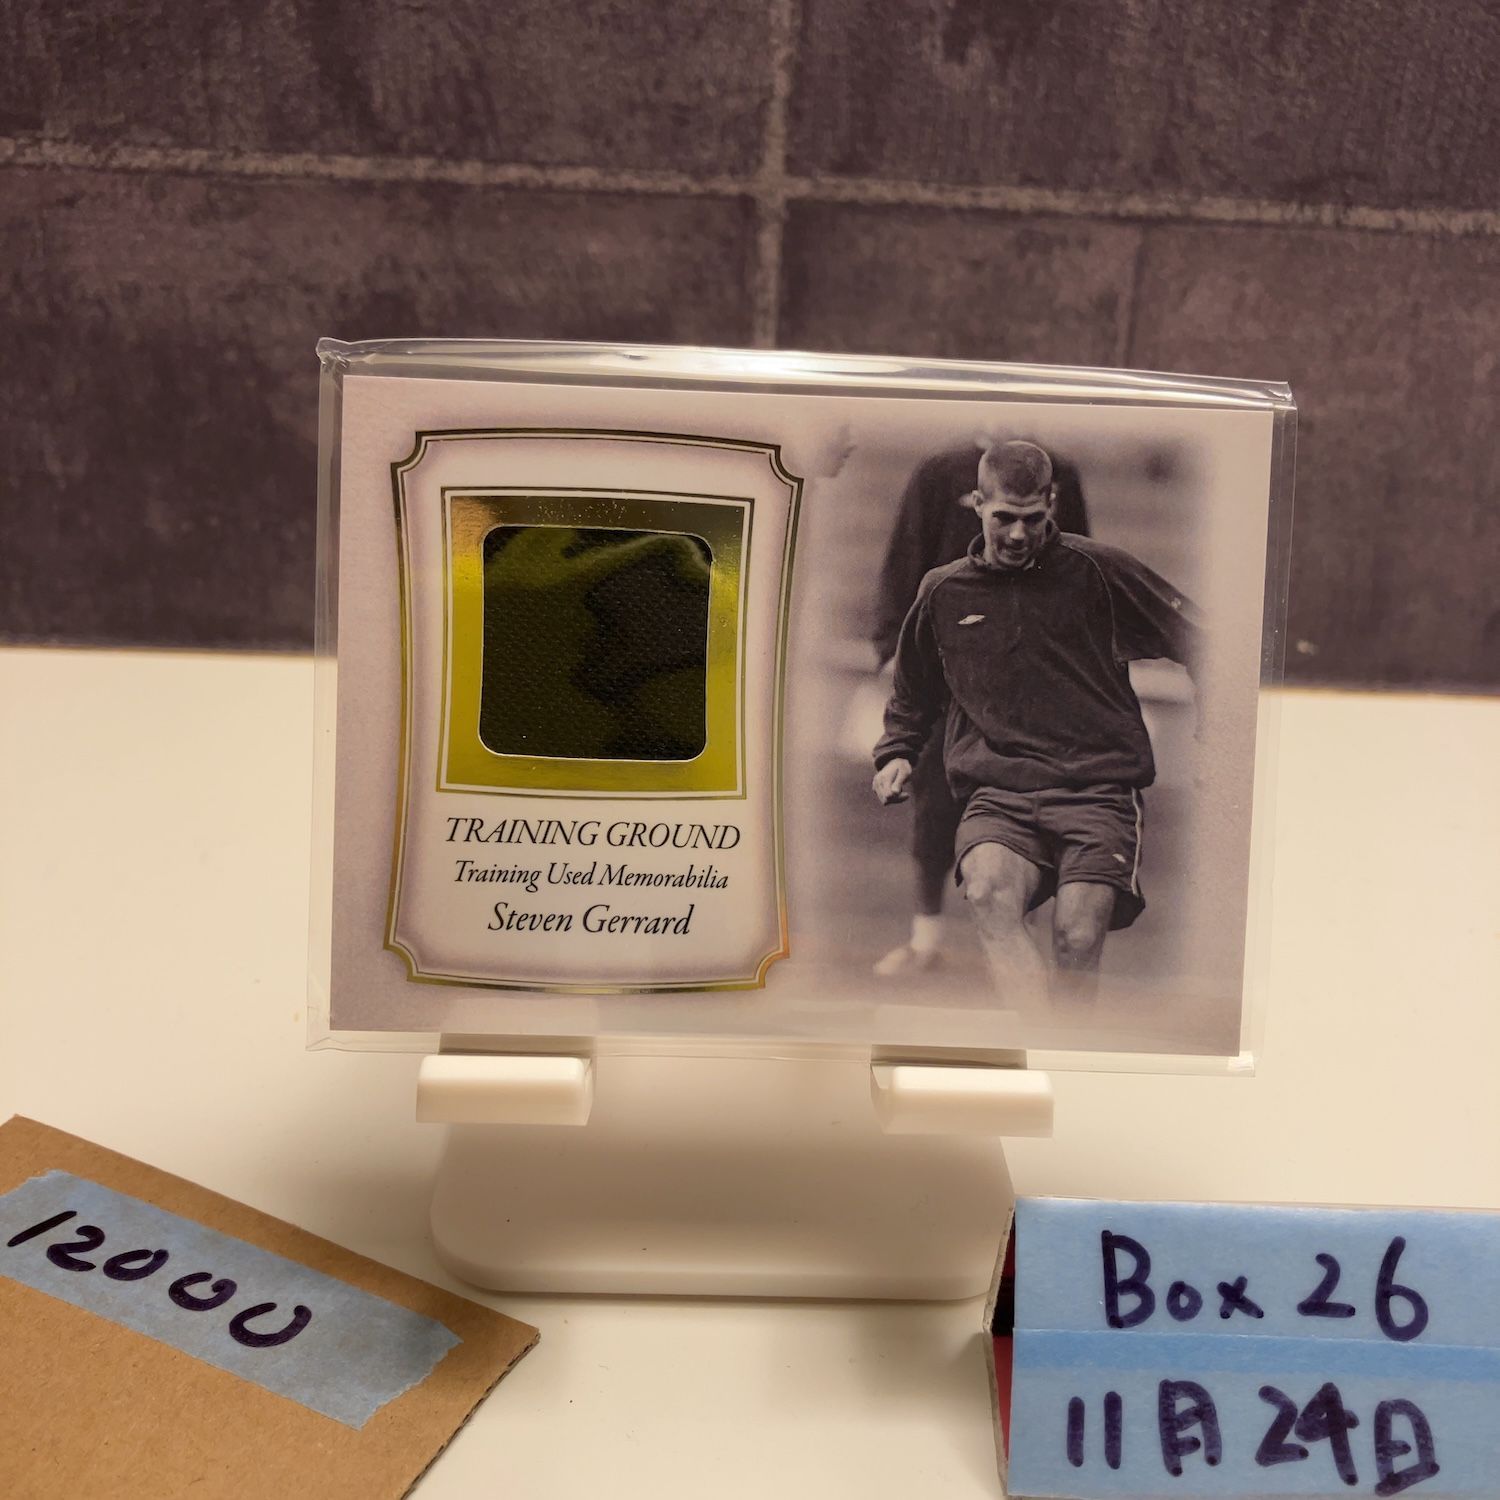 TRAINING GROUND
Training Used Memorabilia
Steven Gerrard
12000
Box 26
11月24日